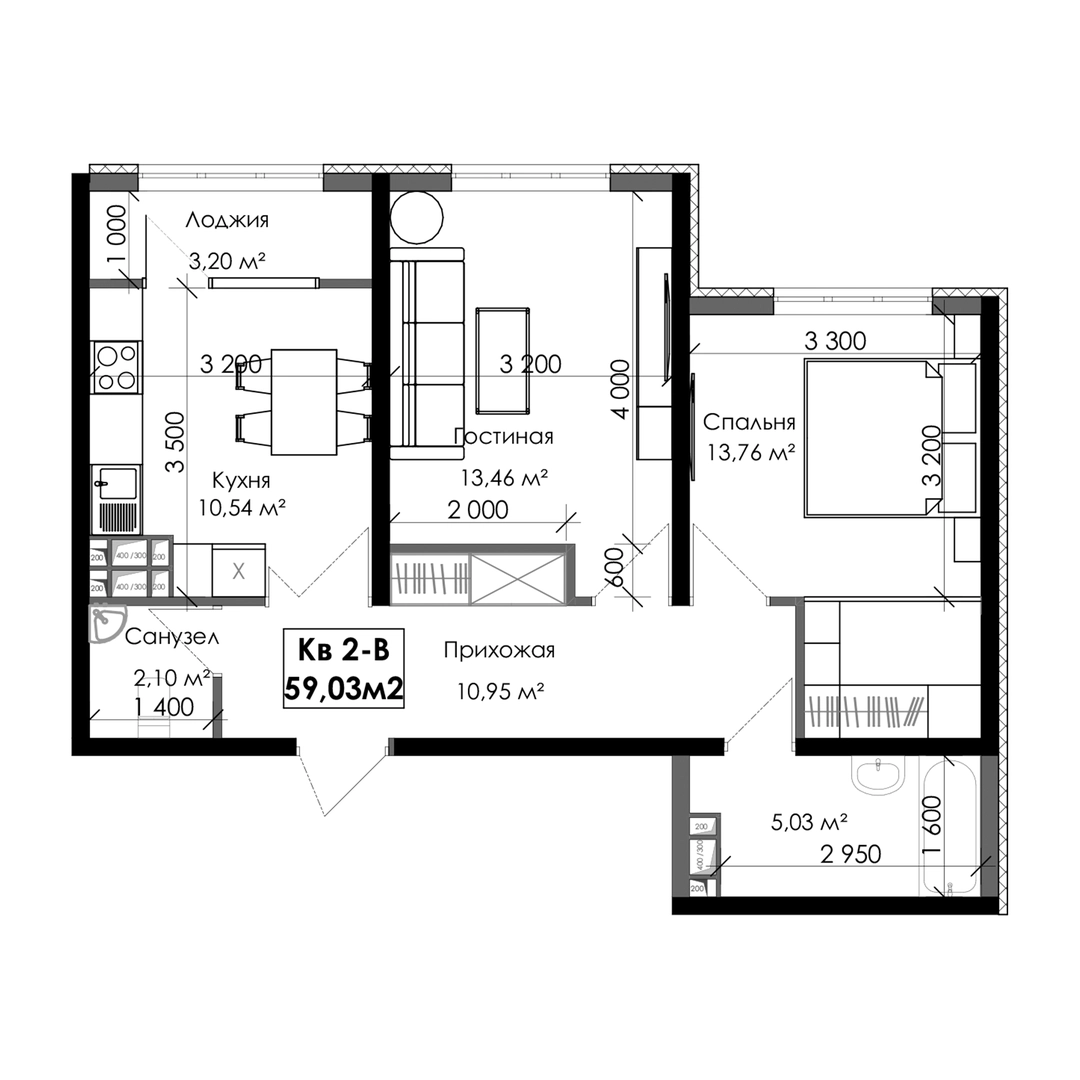 Лоджия
3,20 м²
1 000
3 200
3 500
Кухня
10,54 м²
3 200
4 000
Гостиная
13,46 м²
2 000
600
3 300
Спальня
13,76 м²
3 200
200
400 /300
200
200
400 /300
200
X
Санузел
2,10 м²
1 400
Кв 2-В
59,03м2
Прихожая
10,95 м²
5,03 м²
2 950
1 600
200
400 /300
200